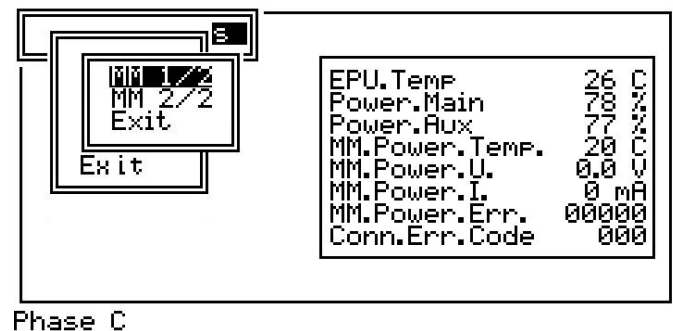 s
MM 1/2
MM 2/2
Exit
Exit
EPU.Temp 26 C
Power.Main 78 %
Power.Aux 77 %
MM.Power.Temp. 20 C
MM.Power.U. 0.0 V
MM.Power.I. 0 mA
MM.Power.Err. 00000
Conn.Err.Code 000
Phase C